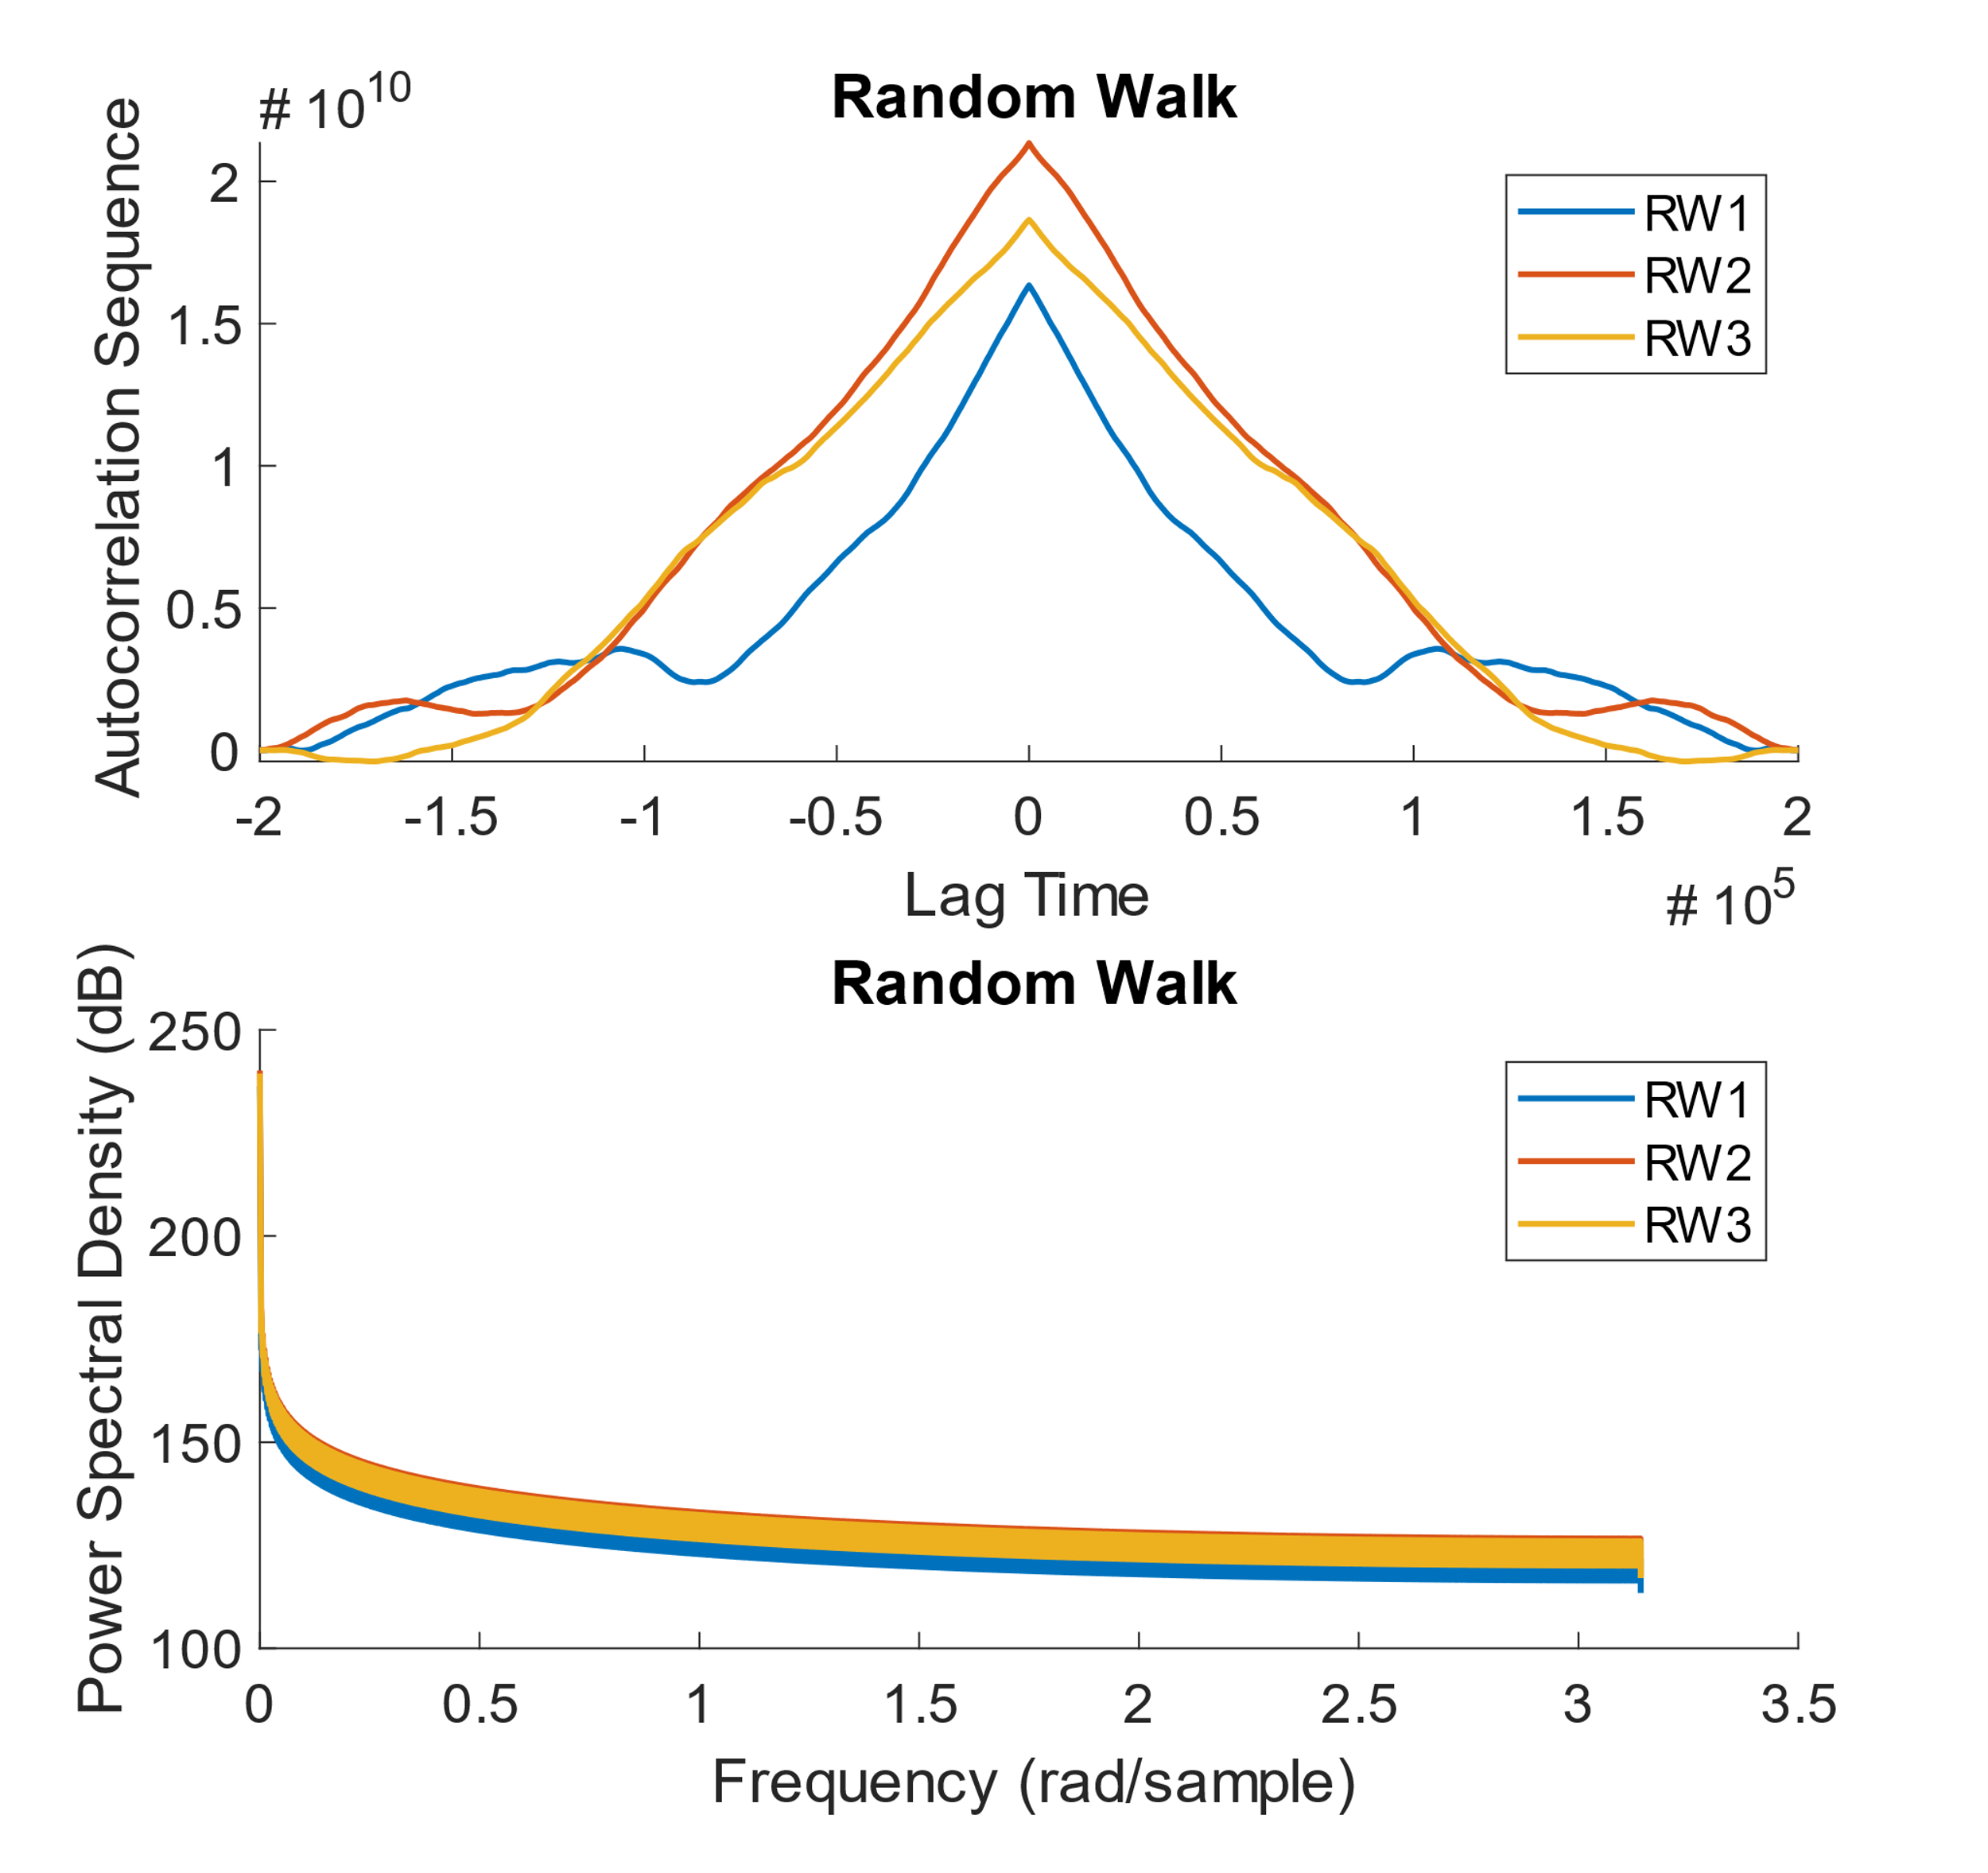 # 10^10
Random Walk
Autocorrelation Sequence
2
1.5
1
0.5
0
-2 -1.5 -1 -0.5 0 0.5 1 1.5 2
Lag Time
# 10^5
RW1
RW2
RW3
Random Walk
Power Spectral Density (dB)
250
200
150
100
0 0.5 1 1.5 2 2.5 3 3.5
Frequency (rad/sample)
RW1
RW2
RW3